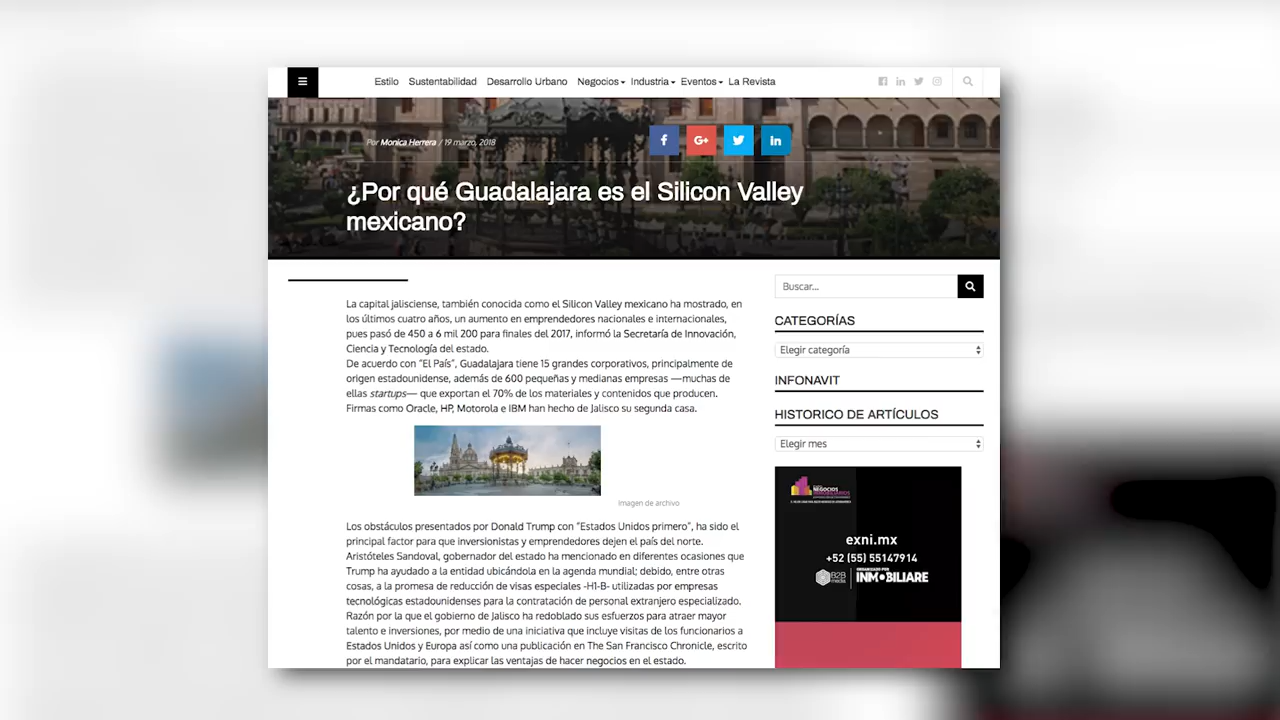 Estilo Sustentabilidad Desarrollo Urbano Negocios Industria Eventos La Revista
Por Monica Herrera / 19 marzo, 2018
¿Por qué Guadalajara es el Silicon Valley
mexicano?
La capital jalisciense, también conocida como el Silicon Valley mexicano ha mostrado, en
los últimos cuatro años, un aumento en emprendedores nacionales e internacionales,
pues pasó de 450 a 6 mil 200 para finales del 2017, informó la Secretaría de Innovación,
Ciencia y Tecnología del estado.
De acuerdo con "El País", Guadalajara tiene 15 grandes corporativos, principalmente de
origen estadounidense, además de 600 pequeñas y medianas empresas —muchas de
ellas startups— que exportan el 70% de los materiales y contenidos que producen.
Firmas como Oracle, HP, Motorola e IBM han hecho de Jalisco su segunda casa.
Imagen de archivo
Los obstáculos presentados por Donald Trump con "Estados Unidos primero", ha sido el
principal factor para que inversionistas y emprendedores dejen el país del norte.
Aristóteles Sandoval, gobernador del estado ha mencionado en diferentes ocasiones que
Trump ha ayudado a la entidad ubicándola en la agenda mundial; debido, entre otras
cosas, a la promesa de reducción de visas especiales -H1-B- utilizadas por empresas
tecnológicas estadounidenses para la contratación de personal extranjero especializado.
Razón por la que el gobierno de Jalisco ha redoblado sus esfuerzos para atraer mayor
talento e inversiones, por medio de una iniciativa que incluye visitas de los funcionarios a
Estados Unidos y Europa así como una publicación en The San Francisco Chronicle, escrito
por el mandatario, para explicar las ventajas de hacer negocios en el estado.
Buscar...
CATEGORÍAS
Elegir categoría
INFONAVIT
HISTORICO DE ARTÍCULOS
Elegir mes
NEGOCIOS
INMOBILIARIOS
exni.mx
+52 (55) 55147914
B2B
media
ORGANIZADO POR
INMOBILIARE